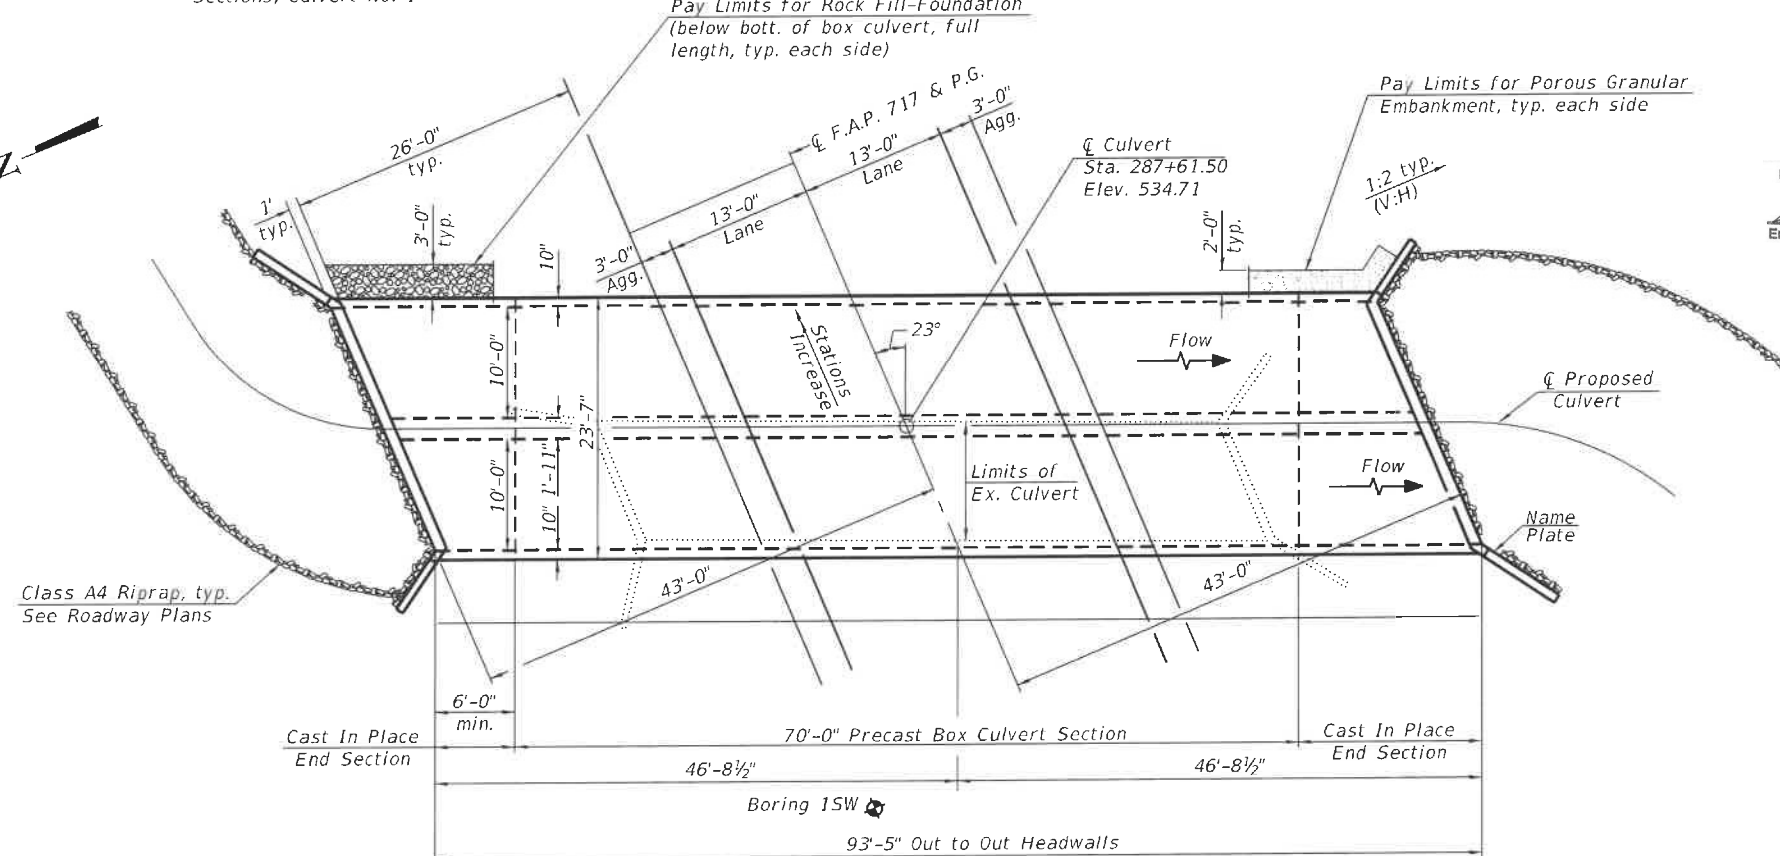 Pay Limits for Rock Fill-Foundation
(below bott. of box culvert, full
length, typ. each side)
Pay Limits for Porous Granular
Embankment, typ. each side
℄ F.A.P. 717 & P.G.
3'-0"
Agg.
13'-0"
Lane
13'-0"
Lane
3'-0"
Agg.
26'-0"
typ.
1'
typ.
3'-0"
typ.
10"
℄ Culvert
Sta. 287+61.50
Elev. 534.71
1:2 typ.
(V:H)
2'-0"
typ.
N
23°
Stations
Increase
Flow
10'-0"
23'-7"
℄ Proposed
Culvert
10'-0"
1'-11"
10"
Limits of
Ex. Culvert
Flow
Name
Plate
43'-0"
43'-0"
Class A4 Riprap, typ.
See Roadway Plans
6'-0"
min.
Cast In Place
End Section
70'-0" Precast Box Culvert Section
Cast In Place
End Section
46'-8½"
46'-8½"
Boring 1SW
93'-5" Out to Out Headwalls